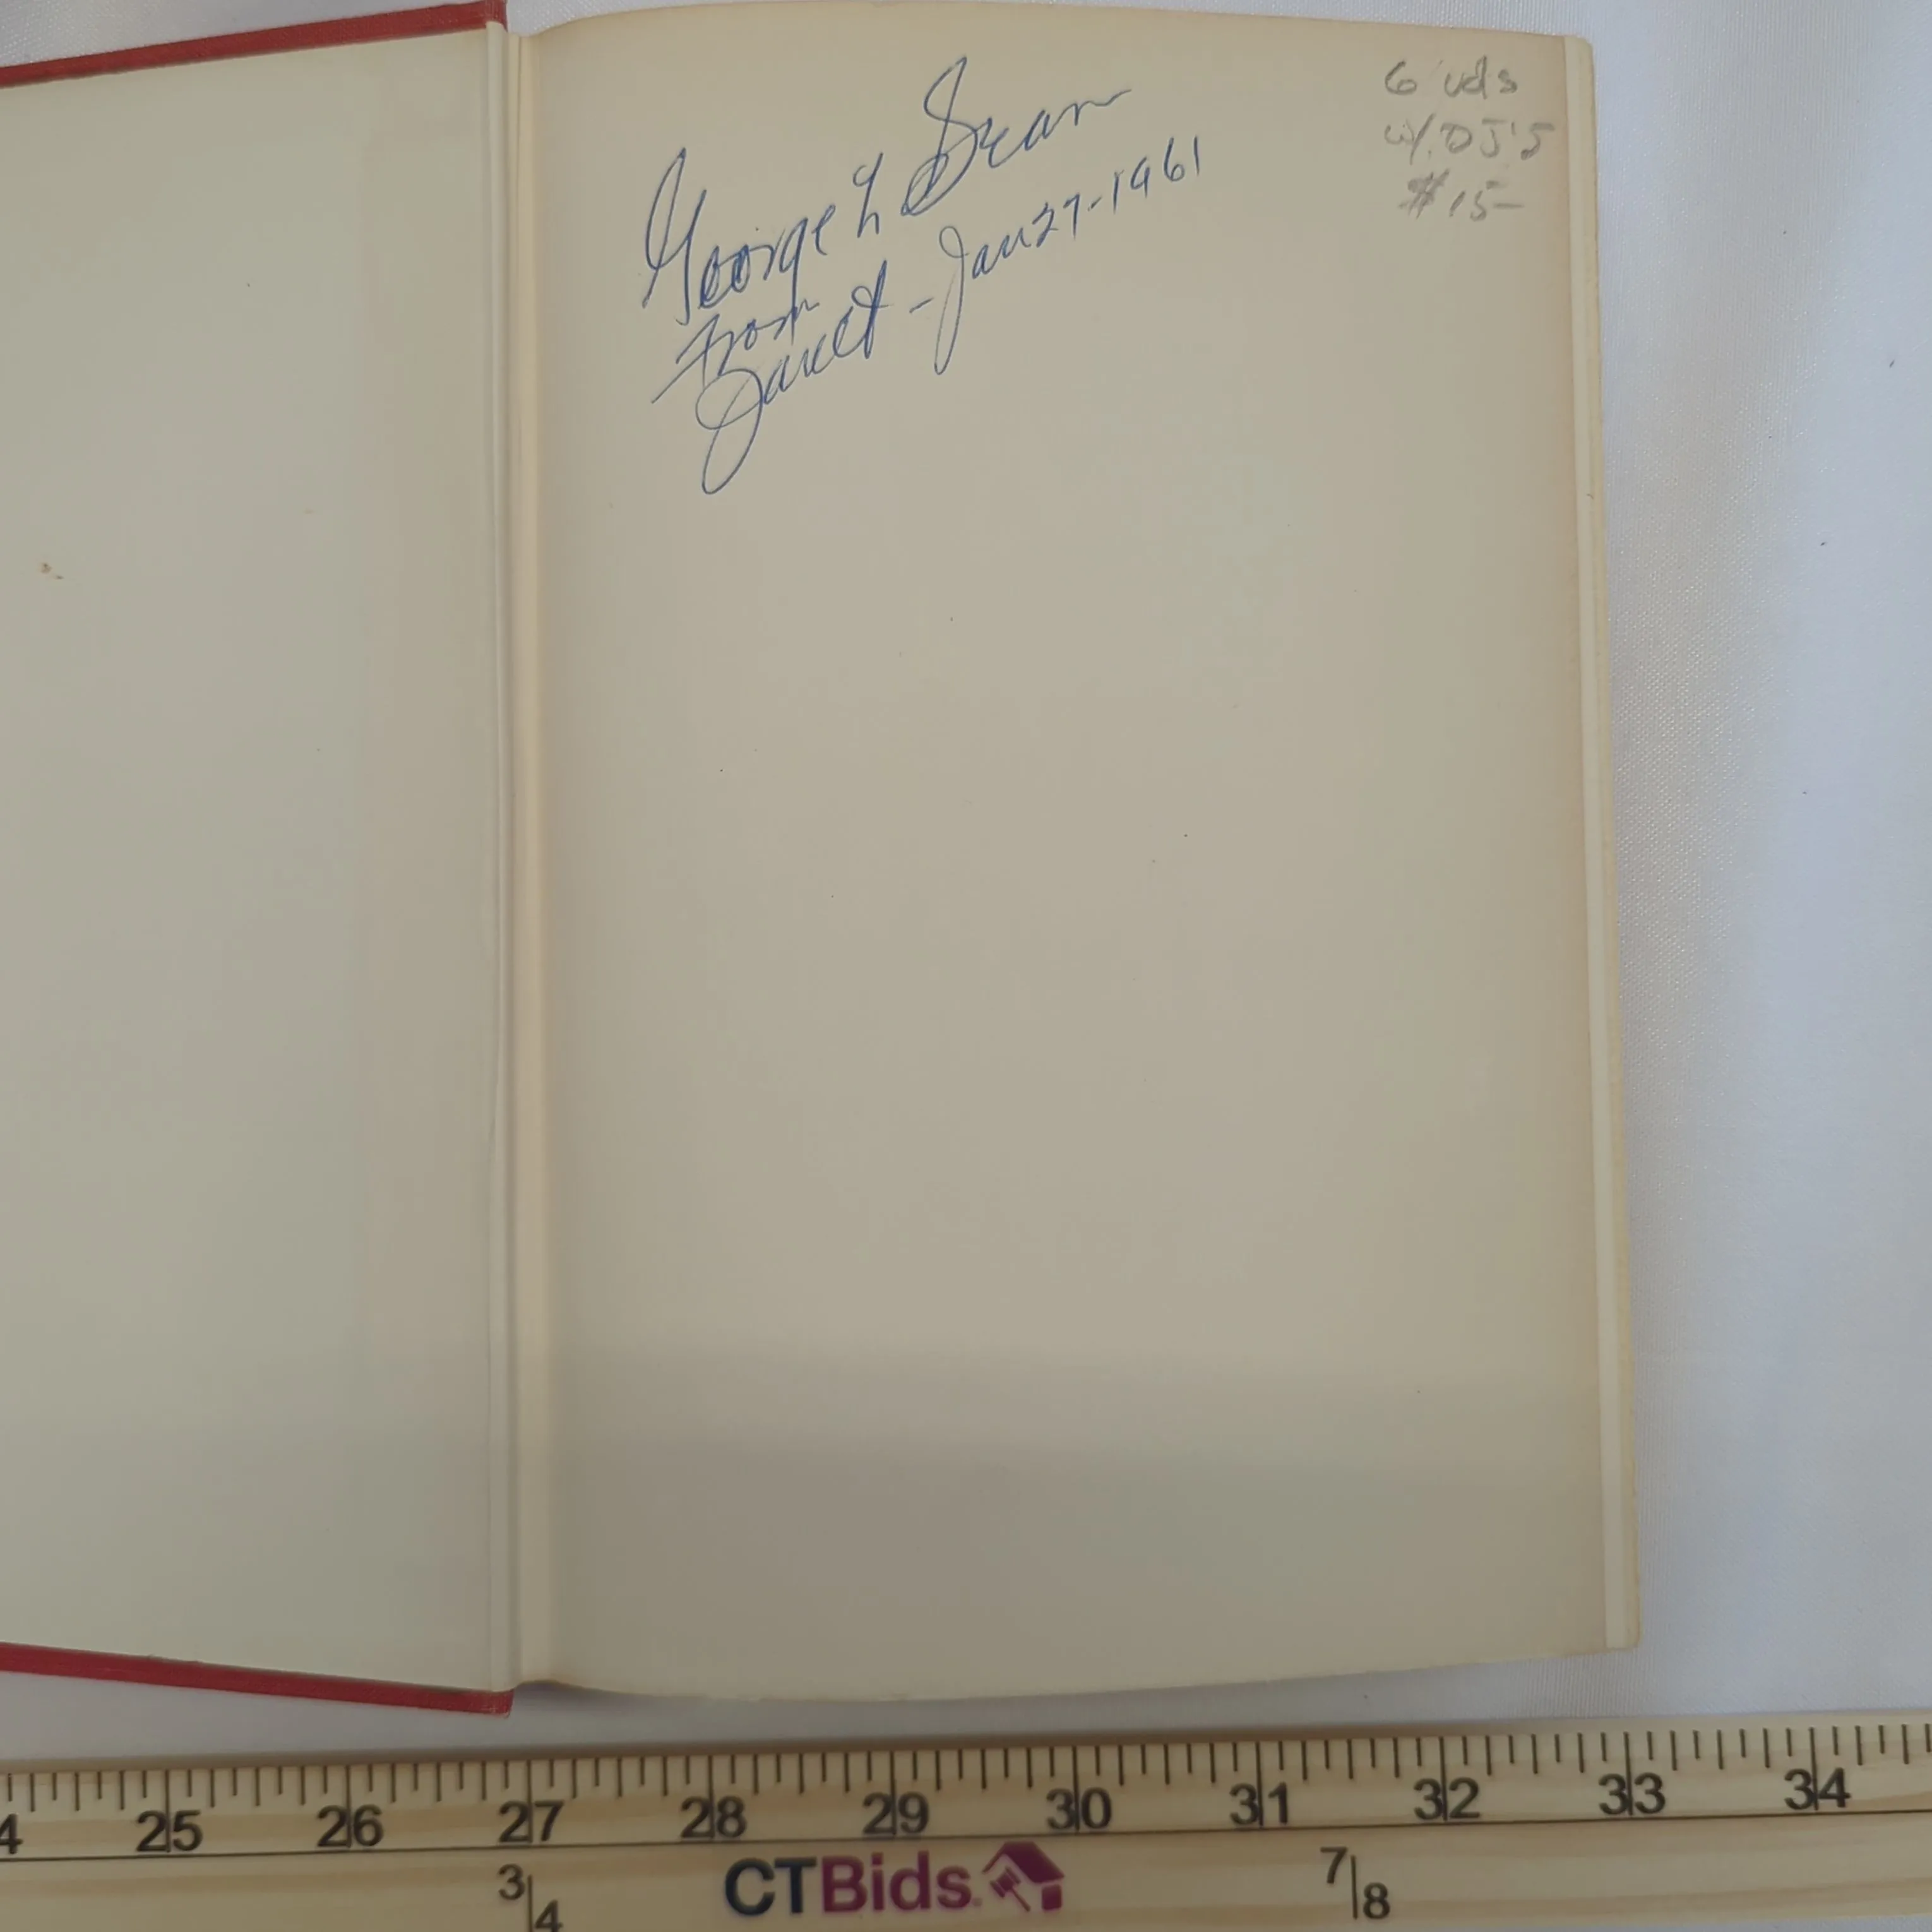 George L Dean
From
Janet - Jan 27-1961
6 vols
w/ DJ'S
$15-
4 25 26 27 28 29 30 31 32 33 34
3/4 CTBids 7/8